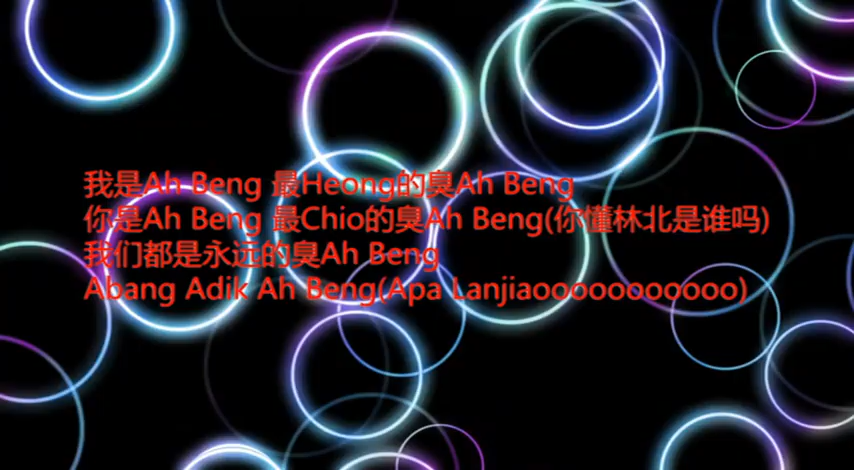 我是Ah Beng 最Heong的臭Ah Beng
你是Ah Beng 最Chio的臭Ah Beng(你懂林北是谁吗)
我们都是永远的臭Ah Beng
Abang Adik Ah Beng(Apa Lanjiaooooooooooo)